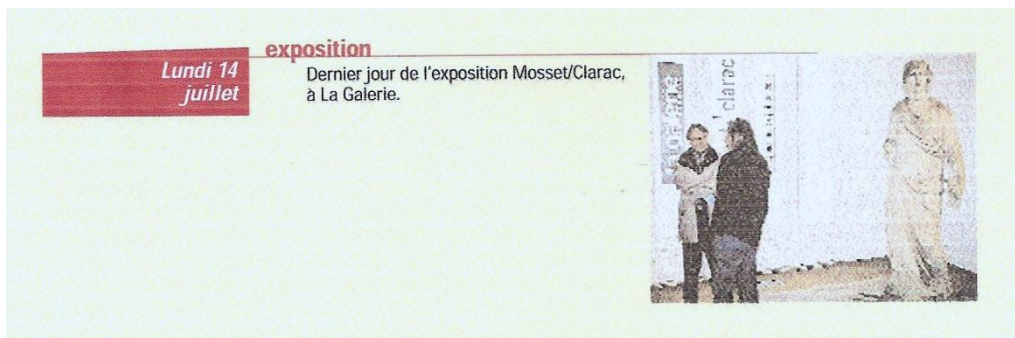 exposition
Lundi 14
juillet
Dernier jour de l'exposition Mosset/Clarac,
à La Galerie.
clarac